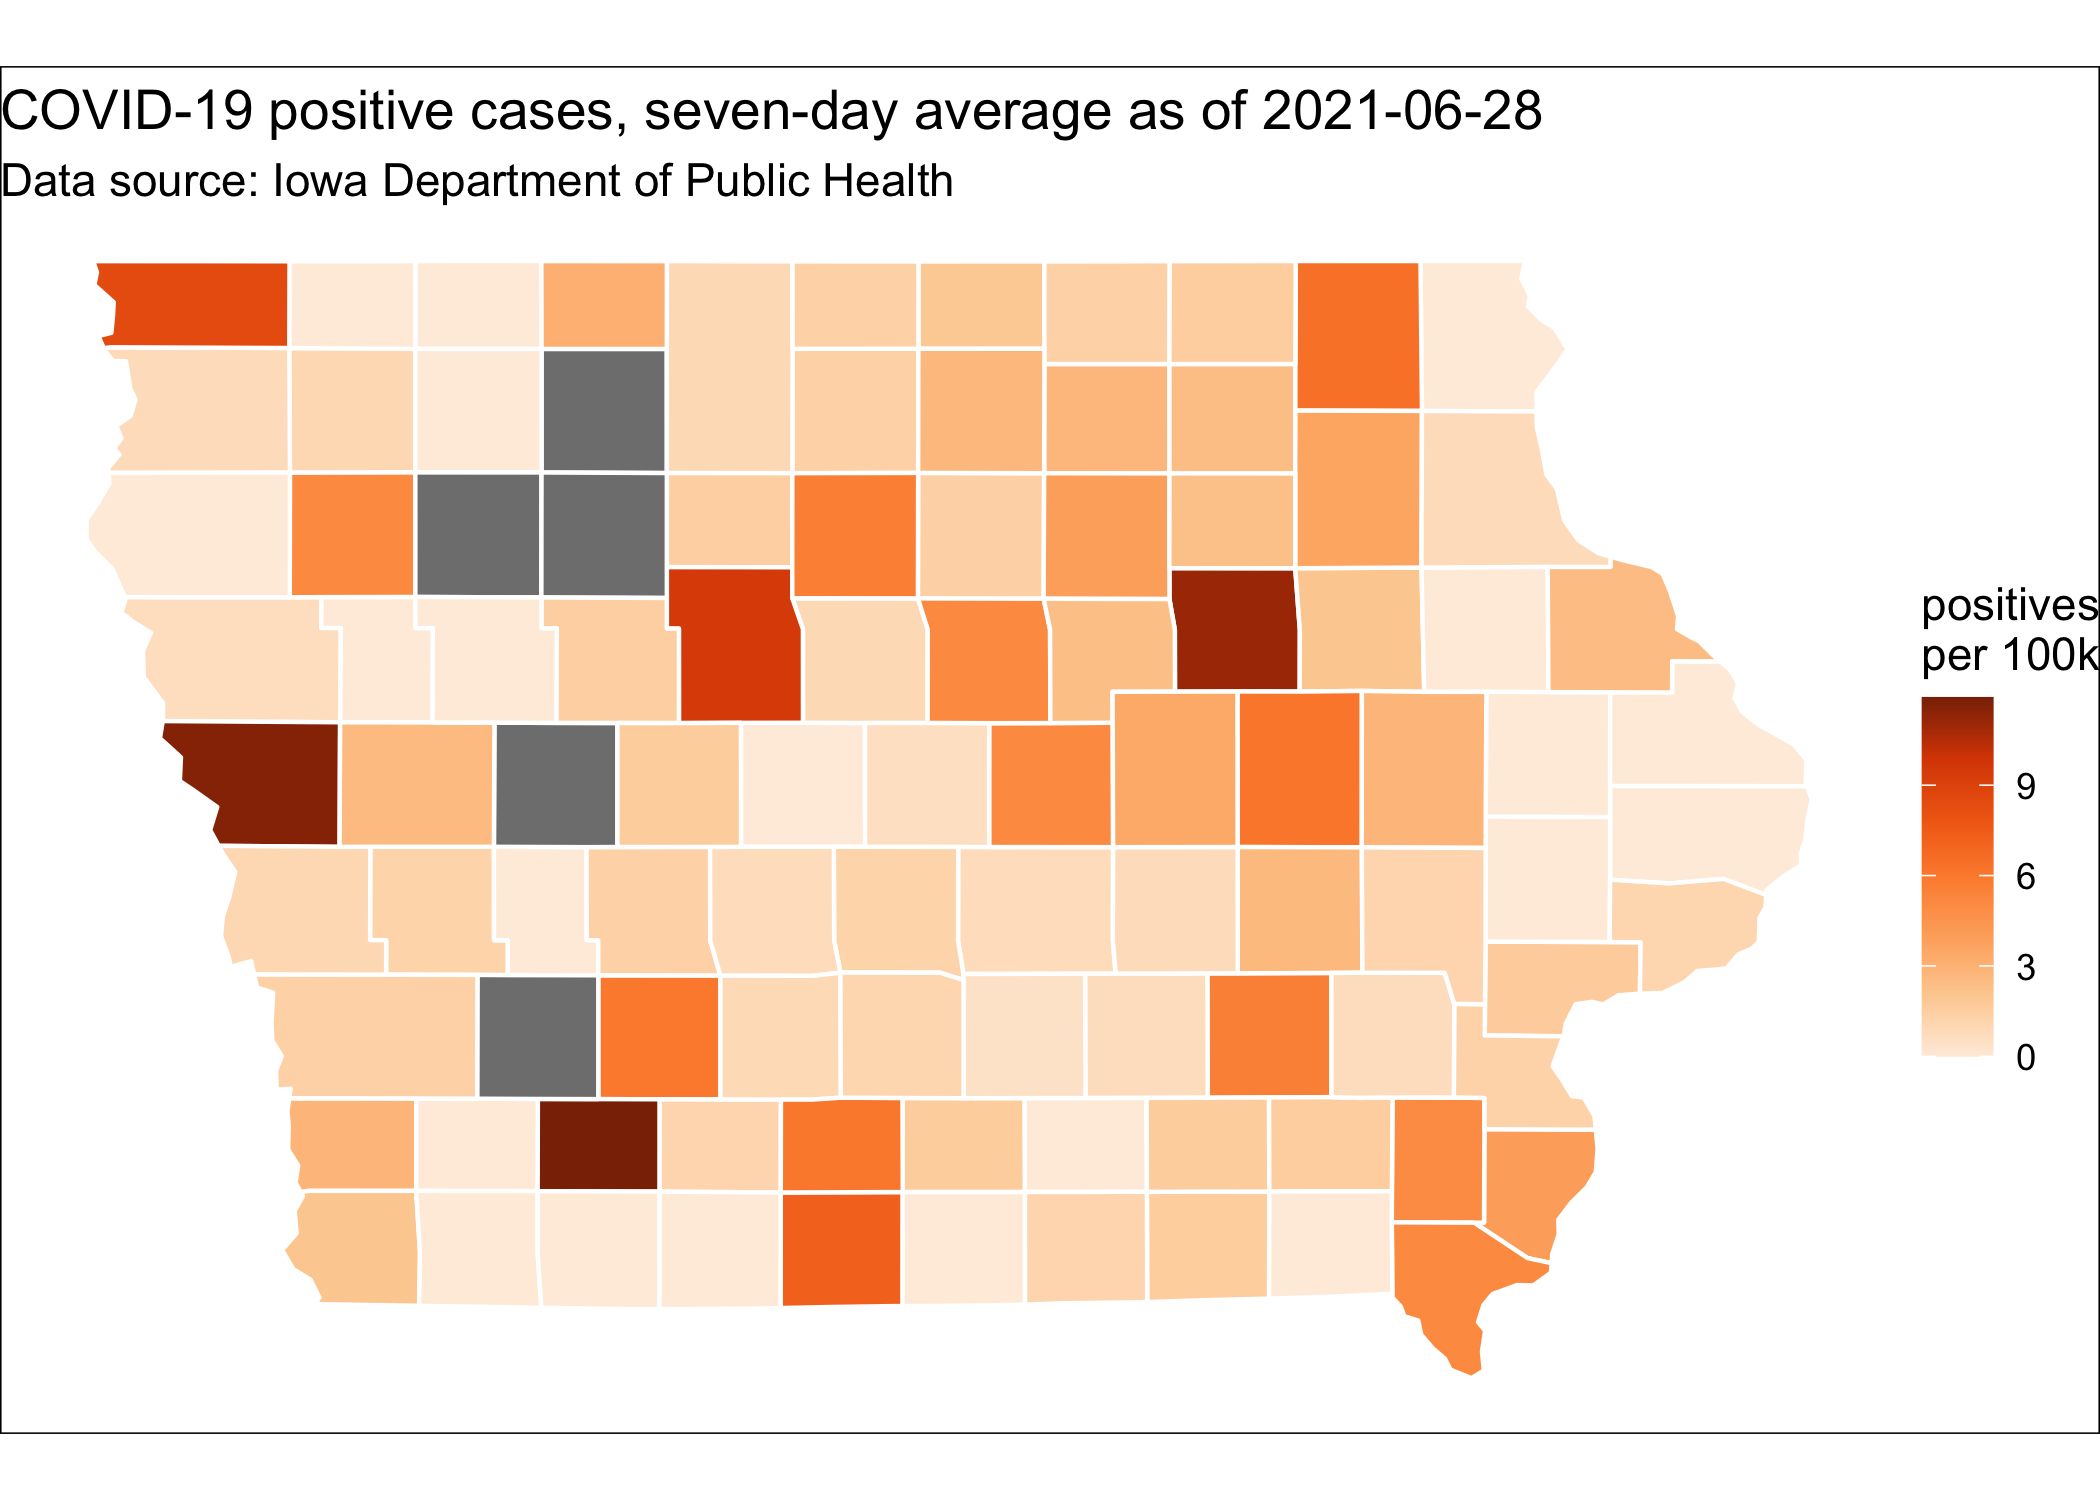 COVID-19 positive cases, seven-day average as of 2021-06-28
Data source: Iowa Department of Public Health
positives
per 100k
9
6
3
0